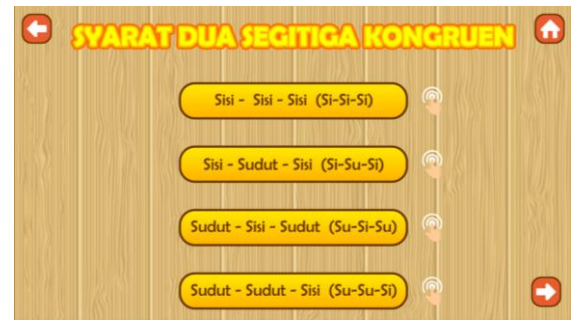 SYARAT DUA SEGITIGA KONGRUEN
Sisi - Sisi - Sisi (Si-Si-Si)
Sisi - Sudut - Sisi (Si-Su-Si)
Sudut - Sisi - Sudut (Su-Si-Su)
Sudut - Sudut - Sisi (Su-Su-Si)